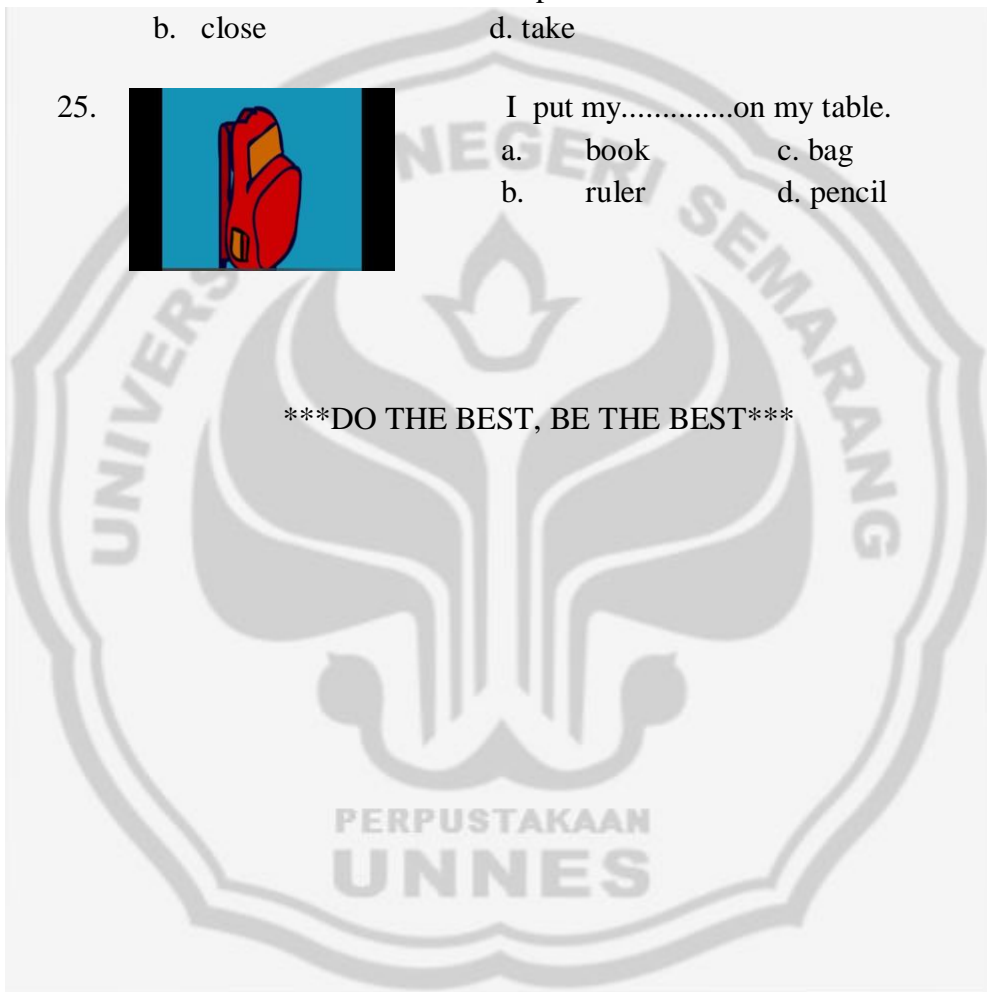 b. close d. take
25. I put my..............on my table.
a. book c. bag
b. ruler d. pencil
***DO THE BEST, BE THE BEST***
UNIVERS NEGERI SEMARANG
PERPUSTAKAAN
UNNES